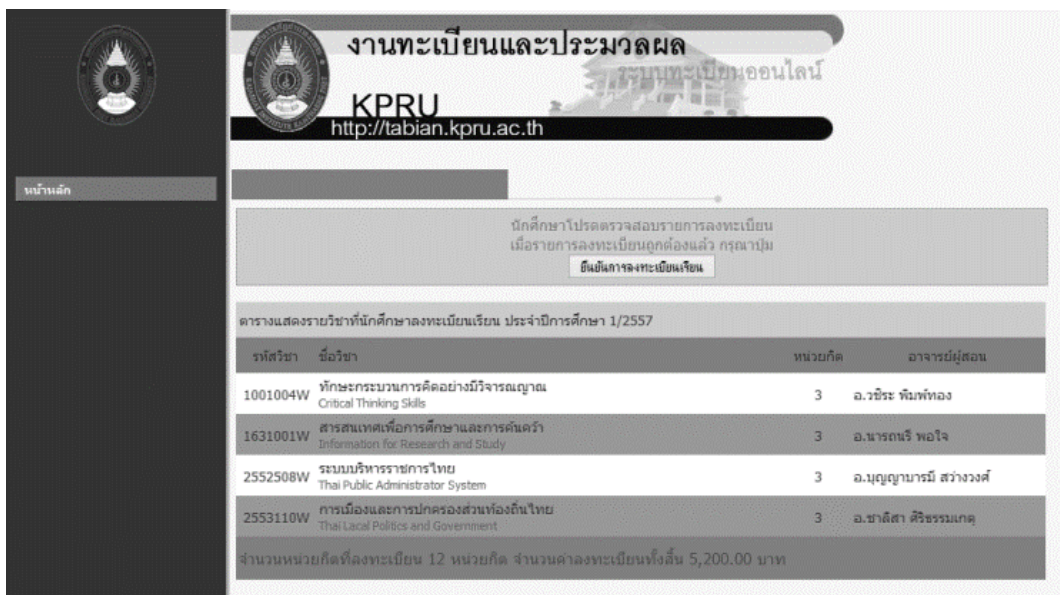 งานทะเบียนและประมวลผล
ระบบทะเบียนออนไลน์
KPRU
http://tabian.kpru.ac.th
หน้าหลัก
นักศึกษาโปรดตรวจสอบรายการลงทะเบียน
เมื่อรายการลงทะเบียนถูกต้องแล้ว กรุณาปุ่ม
ยืนยันการลงทะเบียนเรียน
ตารางแสดงรายวิชาที่นักศึกษาลงทะเบียนเรียน ประจำปีการศึกษา 1/2557
รหัสวิชา ชื่อวิชา หน่วยกิต อาจารย์ผู้สอน
1001004W ทักษะกระบวนการคิดอย่างมีวิจารณญาณ 3 อ.วชิระ พิมพ์ทอง
Critical Thinking Skills
1631001W สารสนเทศเพื่อการศึกษาและการค้นคว้า 3 อ.นารถนรี พอใจ
Information for Research and Study
2552508W ระบบบริหารราชการไทย 3 อ.บุญญาบารมี สว่างวงศ์
Thai Public Administrator System
2553110W การเมืองและการปกครองส่วนท้องถิ่นไทย 3 อ.ชาลิสา ศิริธรรมเกตุ
Thai Lacal Politics and Government
จำนวนหน่วยกิตที่ลงทะเบียน 12 หน่วยกิต จำนวนค่าลงทะเบียนทั้งสิ้น 5,200.00 บาท